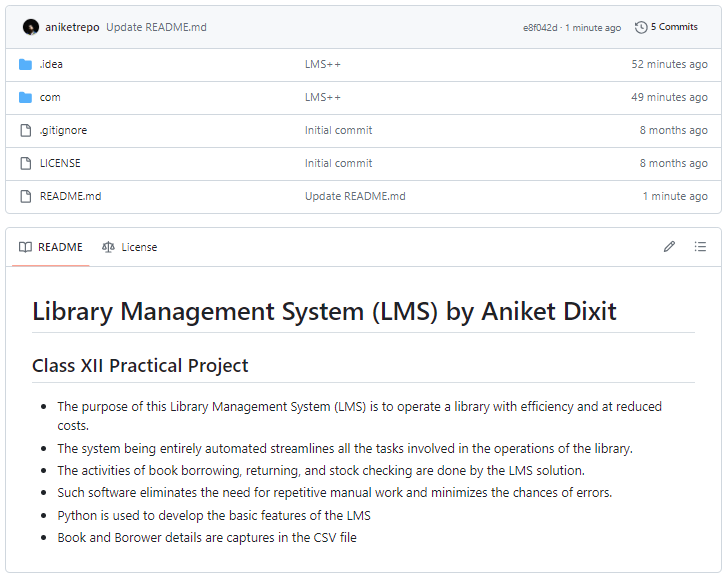 aniketrepo Update README.md e8f042d · 1 minute ago 5 Commits
.idea LMS++ 52 minutes ago
com LMS++ 49 minutes ago
.gitignore Initial commit 8 months ago
LICENSE Initial commit 8 months ago
README.md Update README.md 1 minute ago
README License
Library Management System (LMS) by Aniket Dixit
Class XII Practical Project
• The purpose of this Library Management System (LMS) is to operate a library with efficiency and at reduced
costs.
• The system being entirely automated streamlines all the tasks involved in the operations of the library.
• The activities of book borrowing, returning, and stock checking are done by the LMS solution.
• Such software eliminates the need for repetitive manual work and minimizes the chances of errors.
• Python is used to develop the basic features of the LMS
• Book and Borower details are captures in the CSV file